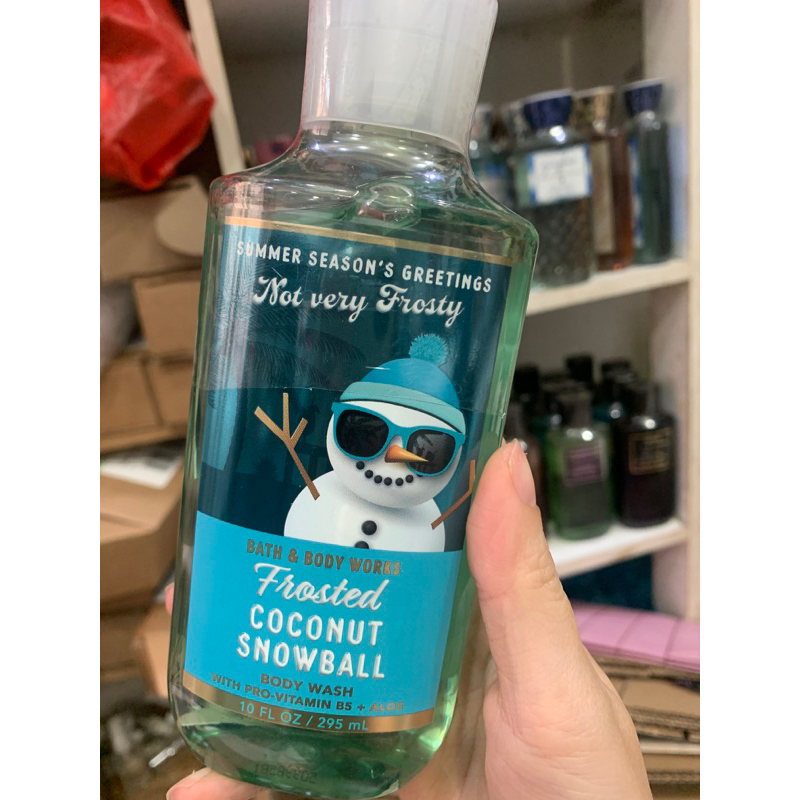 SUMMER SEASON'S GREETINGS
Not very Frosty
BATH & BODY WORKS
Frosted
COCONUT
SNOWBALL
BODY WASH
WITH PRO-VITAMIN B5 + ALOE
10 FL OZ / 295 mL